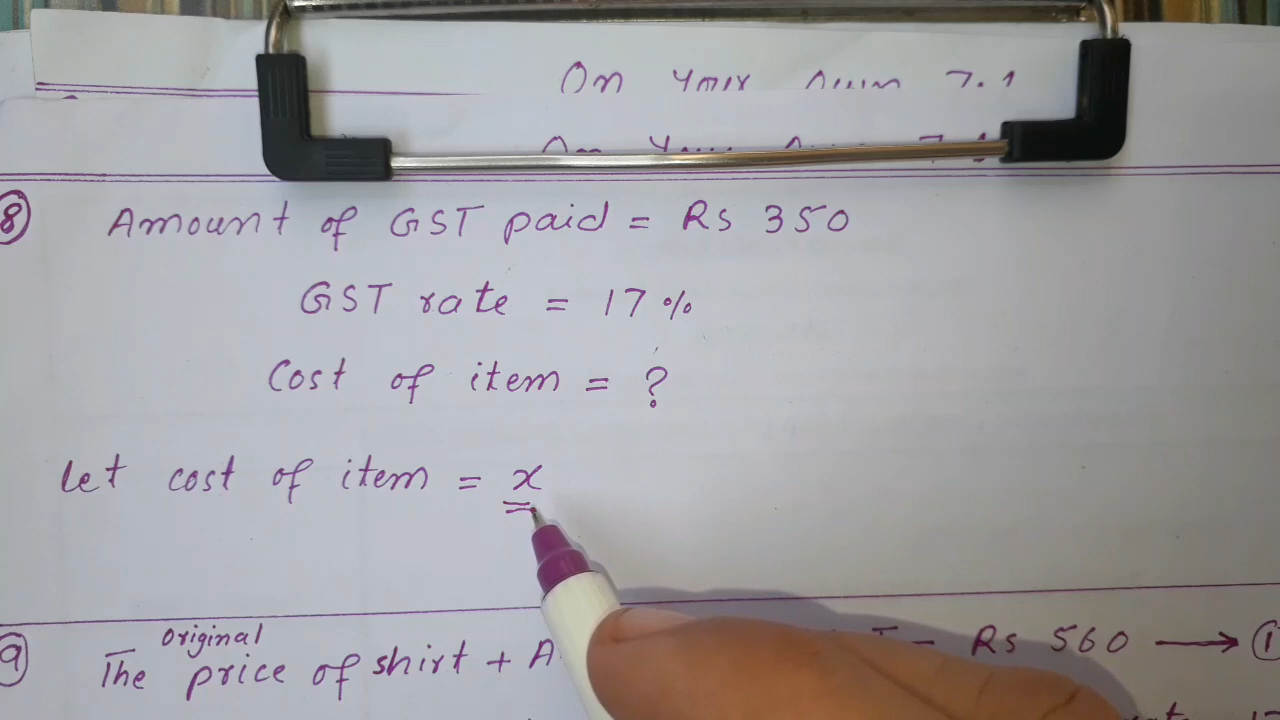 8 Amount of GST paid = Rs 350
GST rate = 17%
Cost of item = ?
Let cost of item = x
9 The original price of shirt + A = Rs 560 → 1